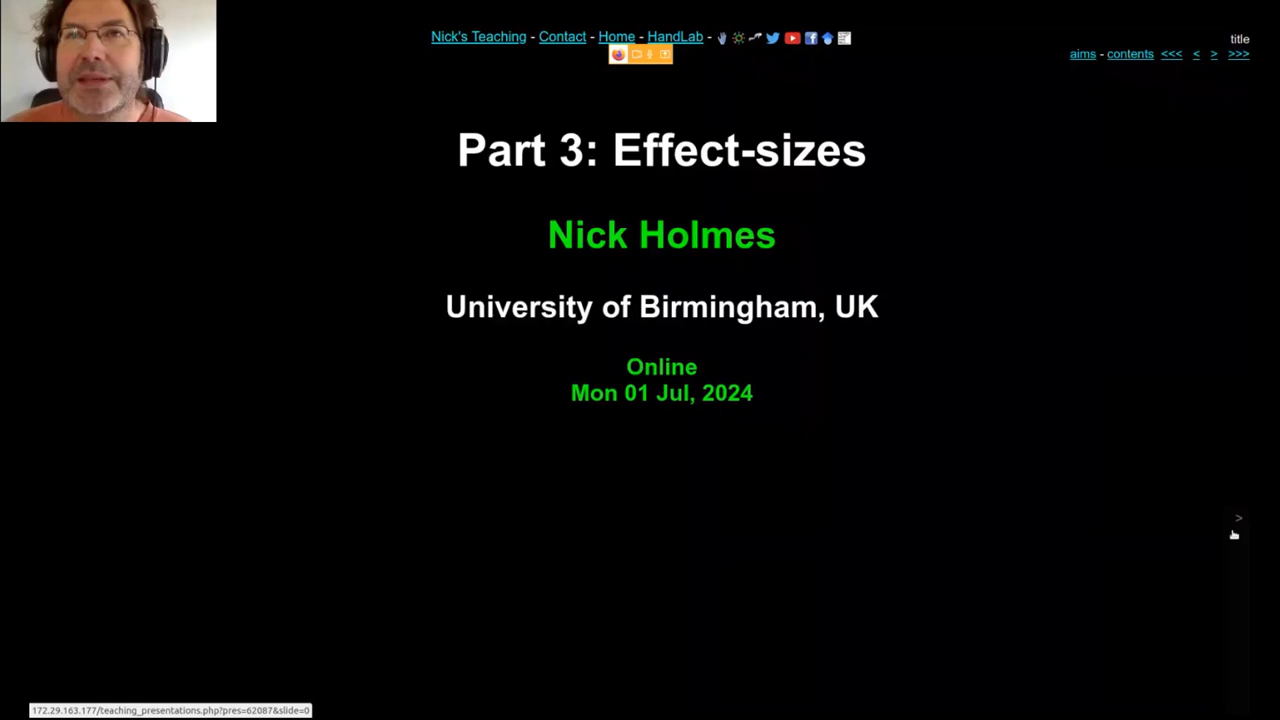 Nick's Teaching - Contact - Home - HandLab -
title
aims - contents <<< < > >>>
Part 3: Effect-sizes
Nick Holmes
University of Birmingham, UK
Online
Mon 01 Jul, 2024
>
172.29.163.177/teaching_presentations.php?pres=62087&slide=0